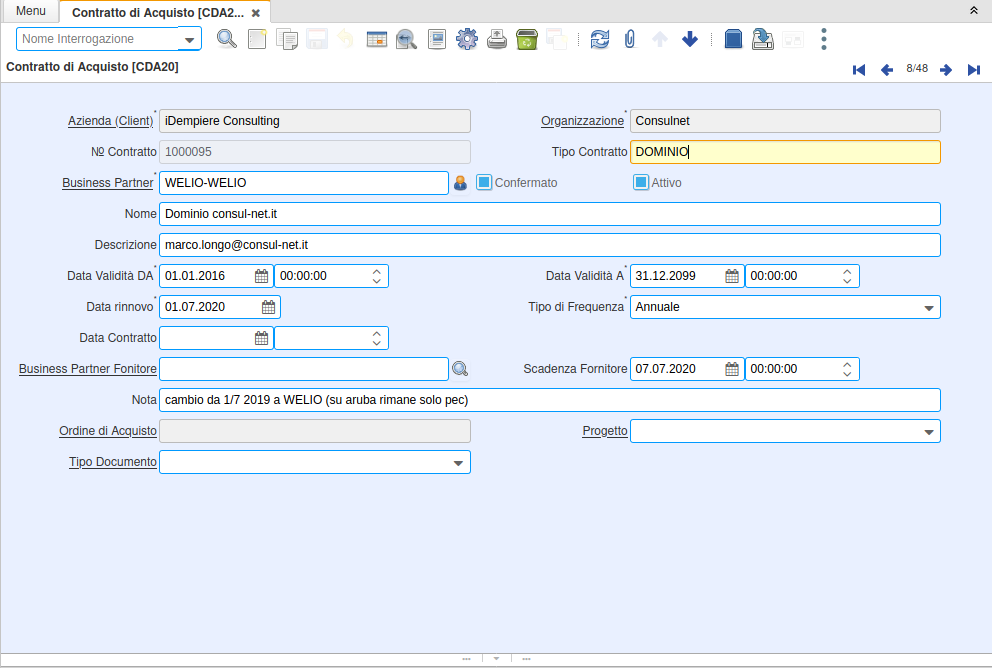 Menu
Contratto di Acquisto [CDA2...
Nome Interrogazione
Contratto di Acquisto [CDA20]
8/48
Azienda (Client)* iDempiere Consulting
Organizzazione* Consulnet
Nº Contratto 1000095
Tipo Contratto DOMINIO
Business Partner* WELIO-WELIO
Confermato
Attivo
Nome Dominio consul-net.it
Descrizione marco.longo@consul-net.it
Data Validità DA* 01.01.2016 00:00:00
Data Validità A* 31.12.2099 00:00:00
Data rinnovo* 01.07.2020
Tipo di Frequenza* Annuale
Data Contratto
Business Partner Fonitore
Scadenza Fornitore 07.07.2020 00:00:00
Nota cambio da 1/7 2019 a WELIO (su aruba rimane solo pec)
Ordine di Acquisto
Progetto
Tipo Documento